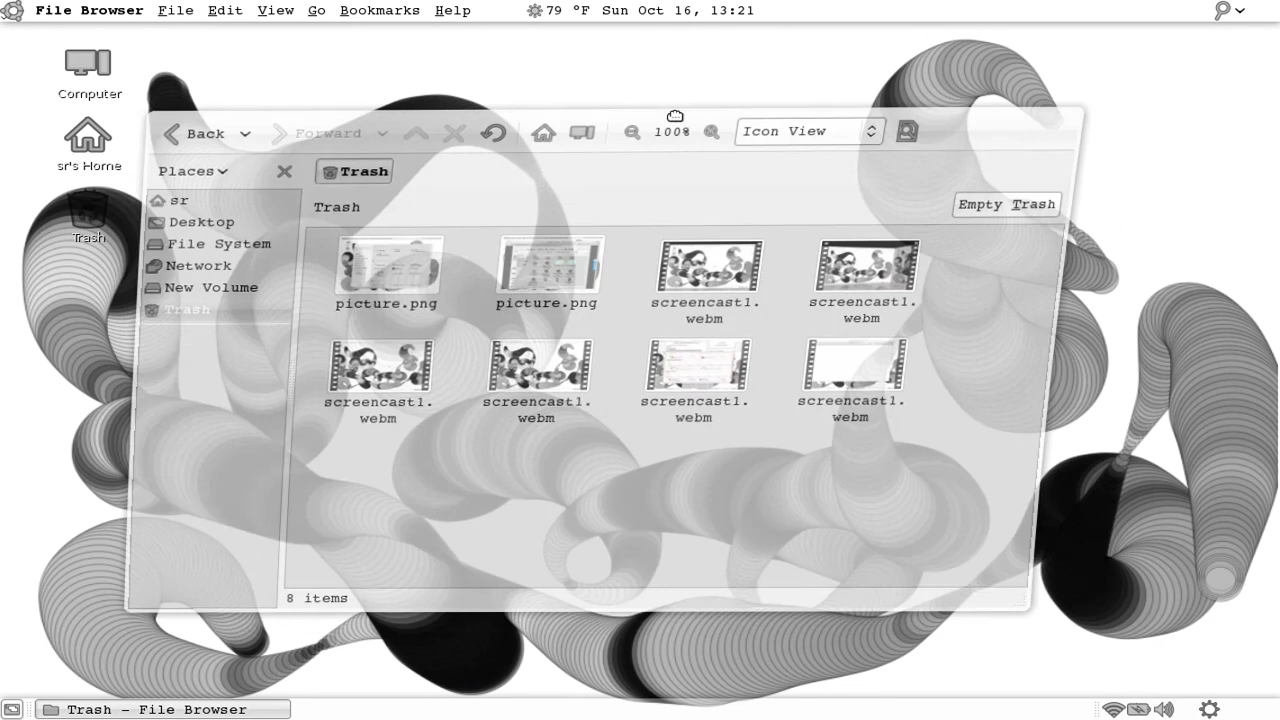 File Browser File Edit View Go Bookmarks Help 79 °F Sun Oct 16, 13:21
Computer
sr's Home
Trash
Back Forward 100% Icon View
Places Trash
Trash Empty Trash
sr
Desktop
File System
Network
New Volume
Trash
picture.png picture.png screencast1.webm screencast1.webm
screencast1.webm screencast1.webm screencast1.webm screencast1.webm
8 items
Trash - File Browser